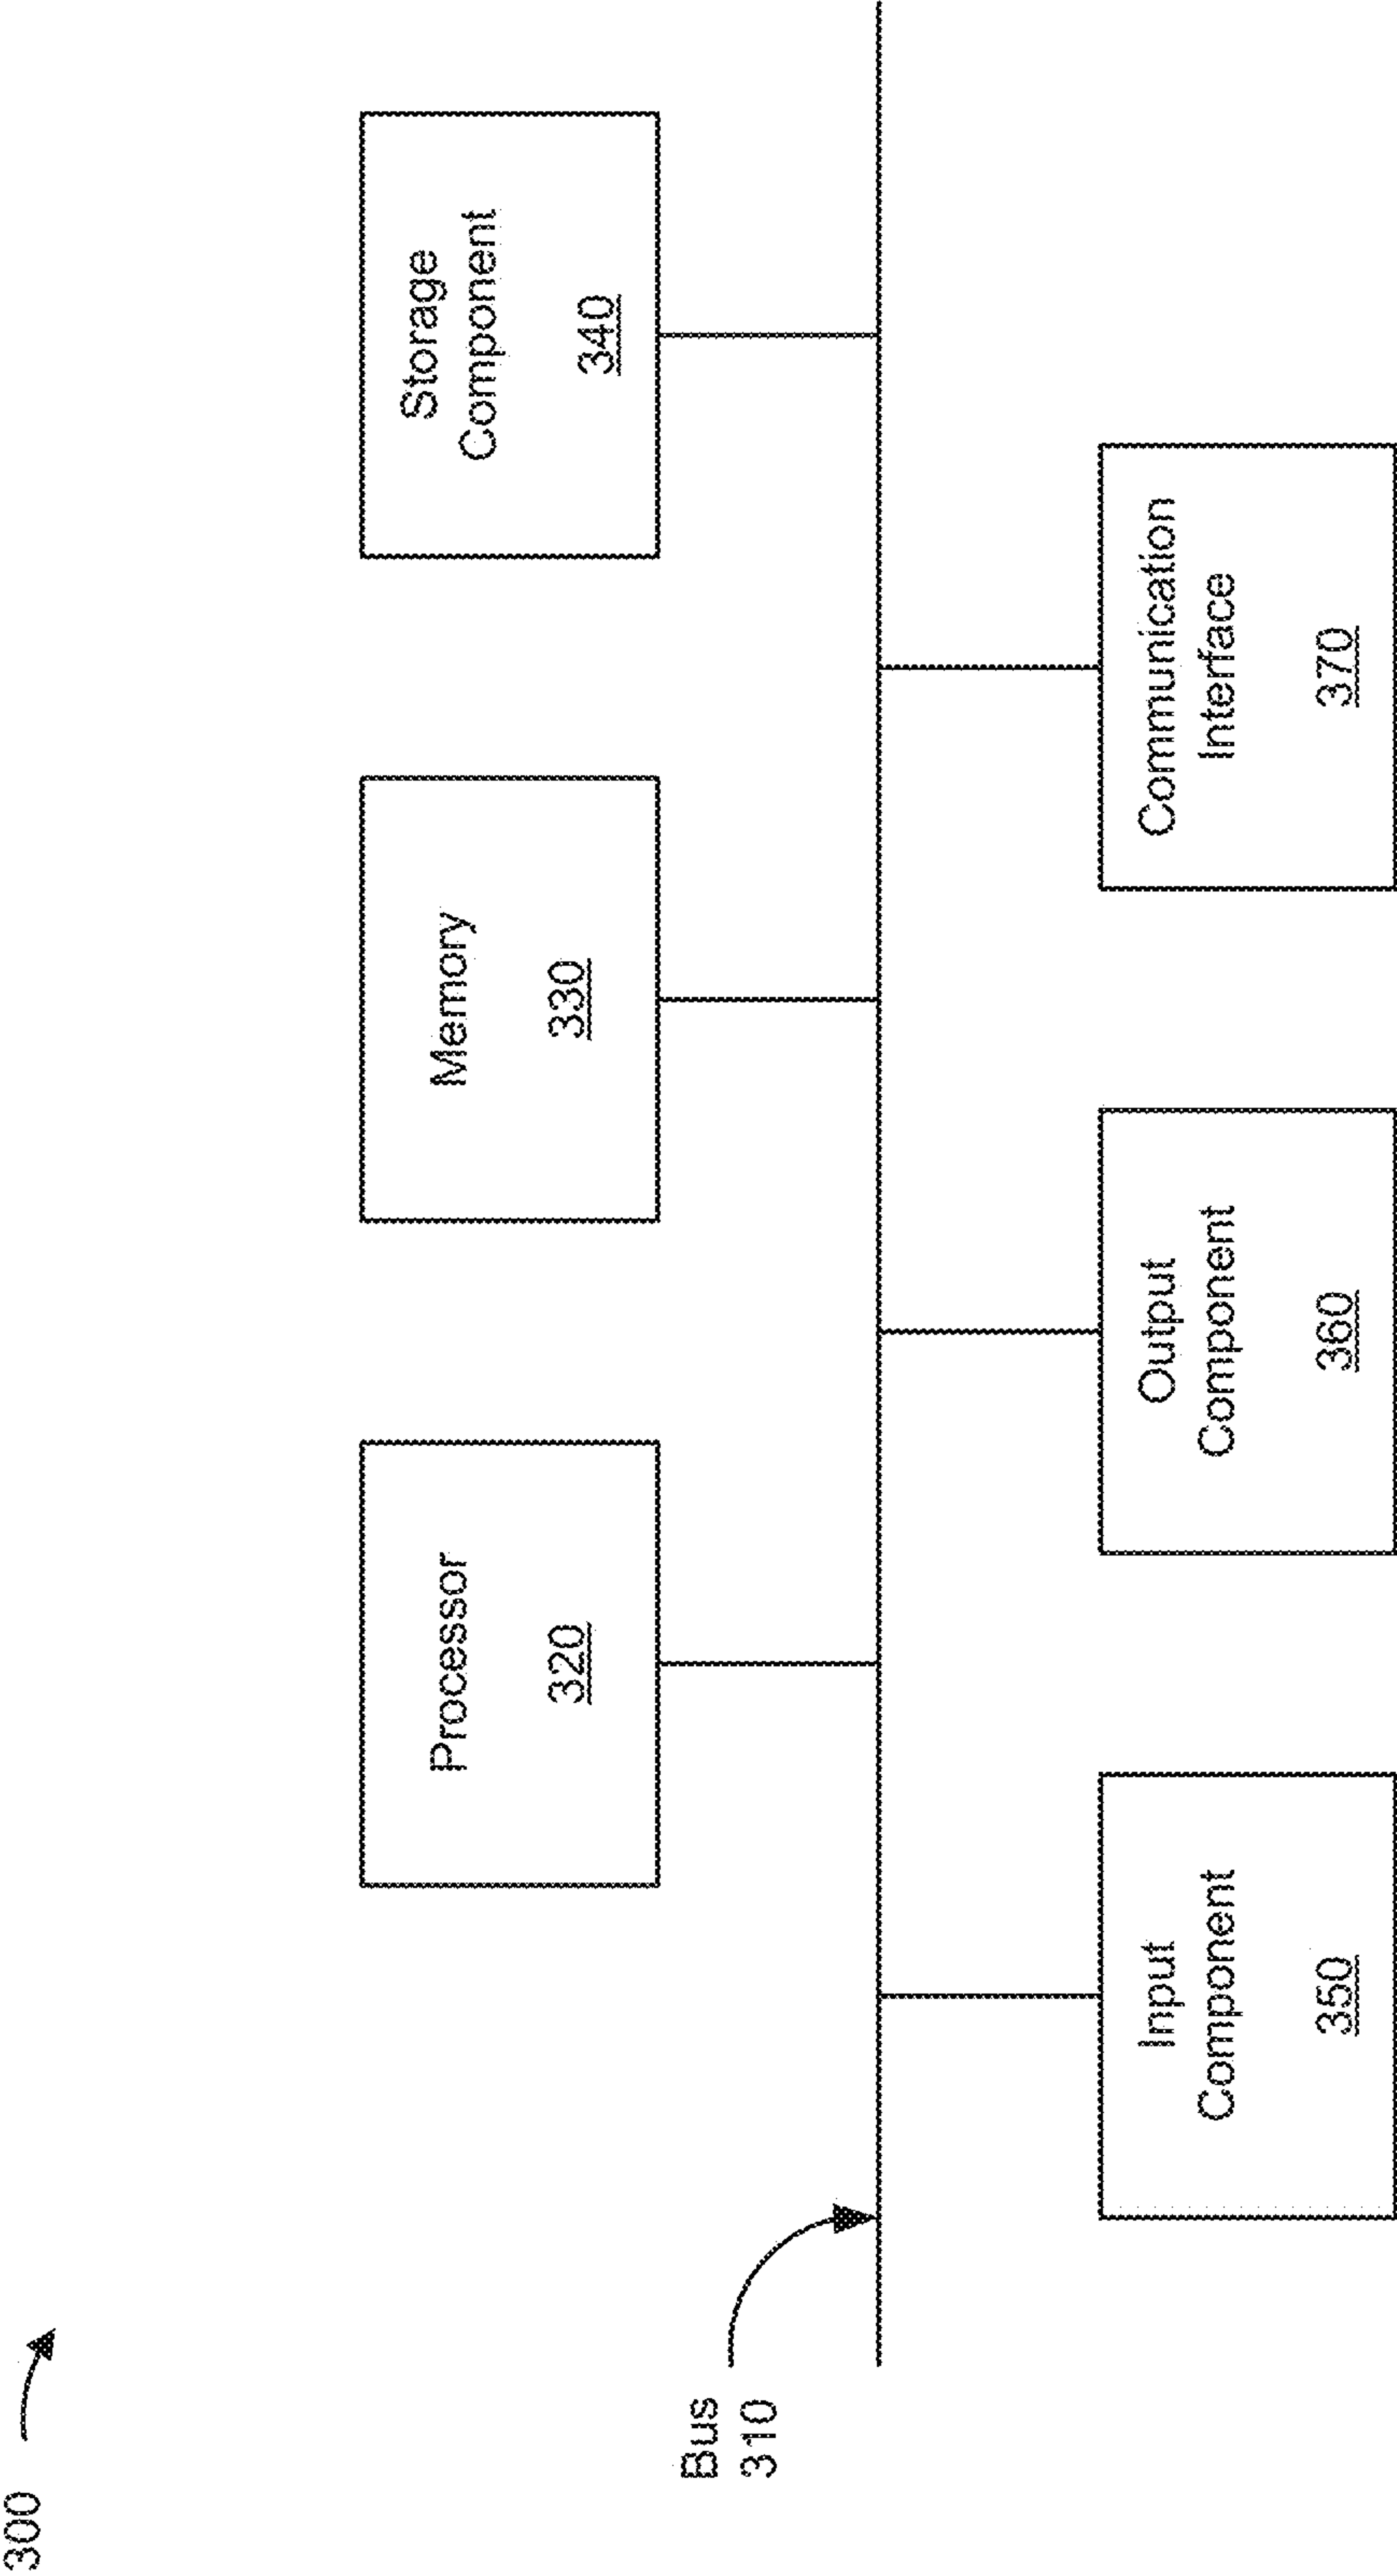 300
Processor
320
Memory
330
Storage
Component
340
Bus
310
Input
Component
350
Output
Component
360
Communication
Interface
370